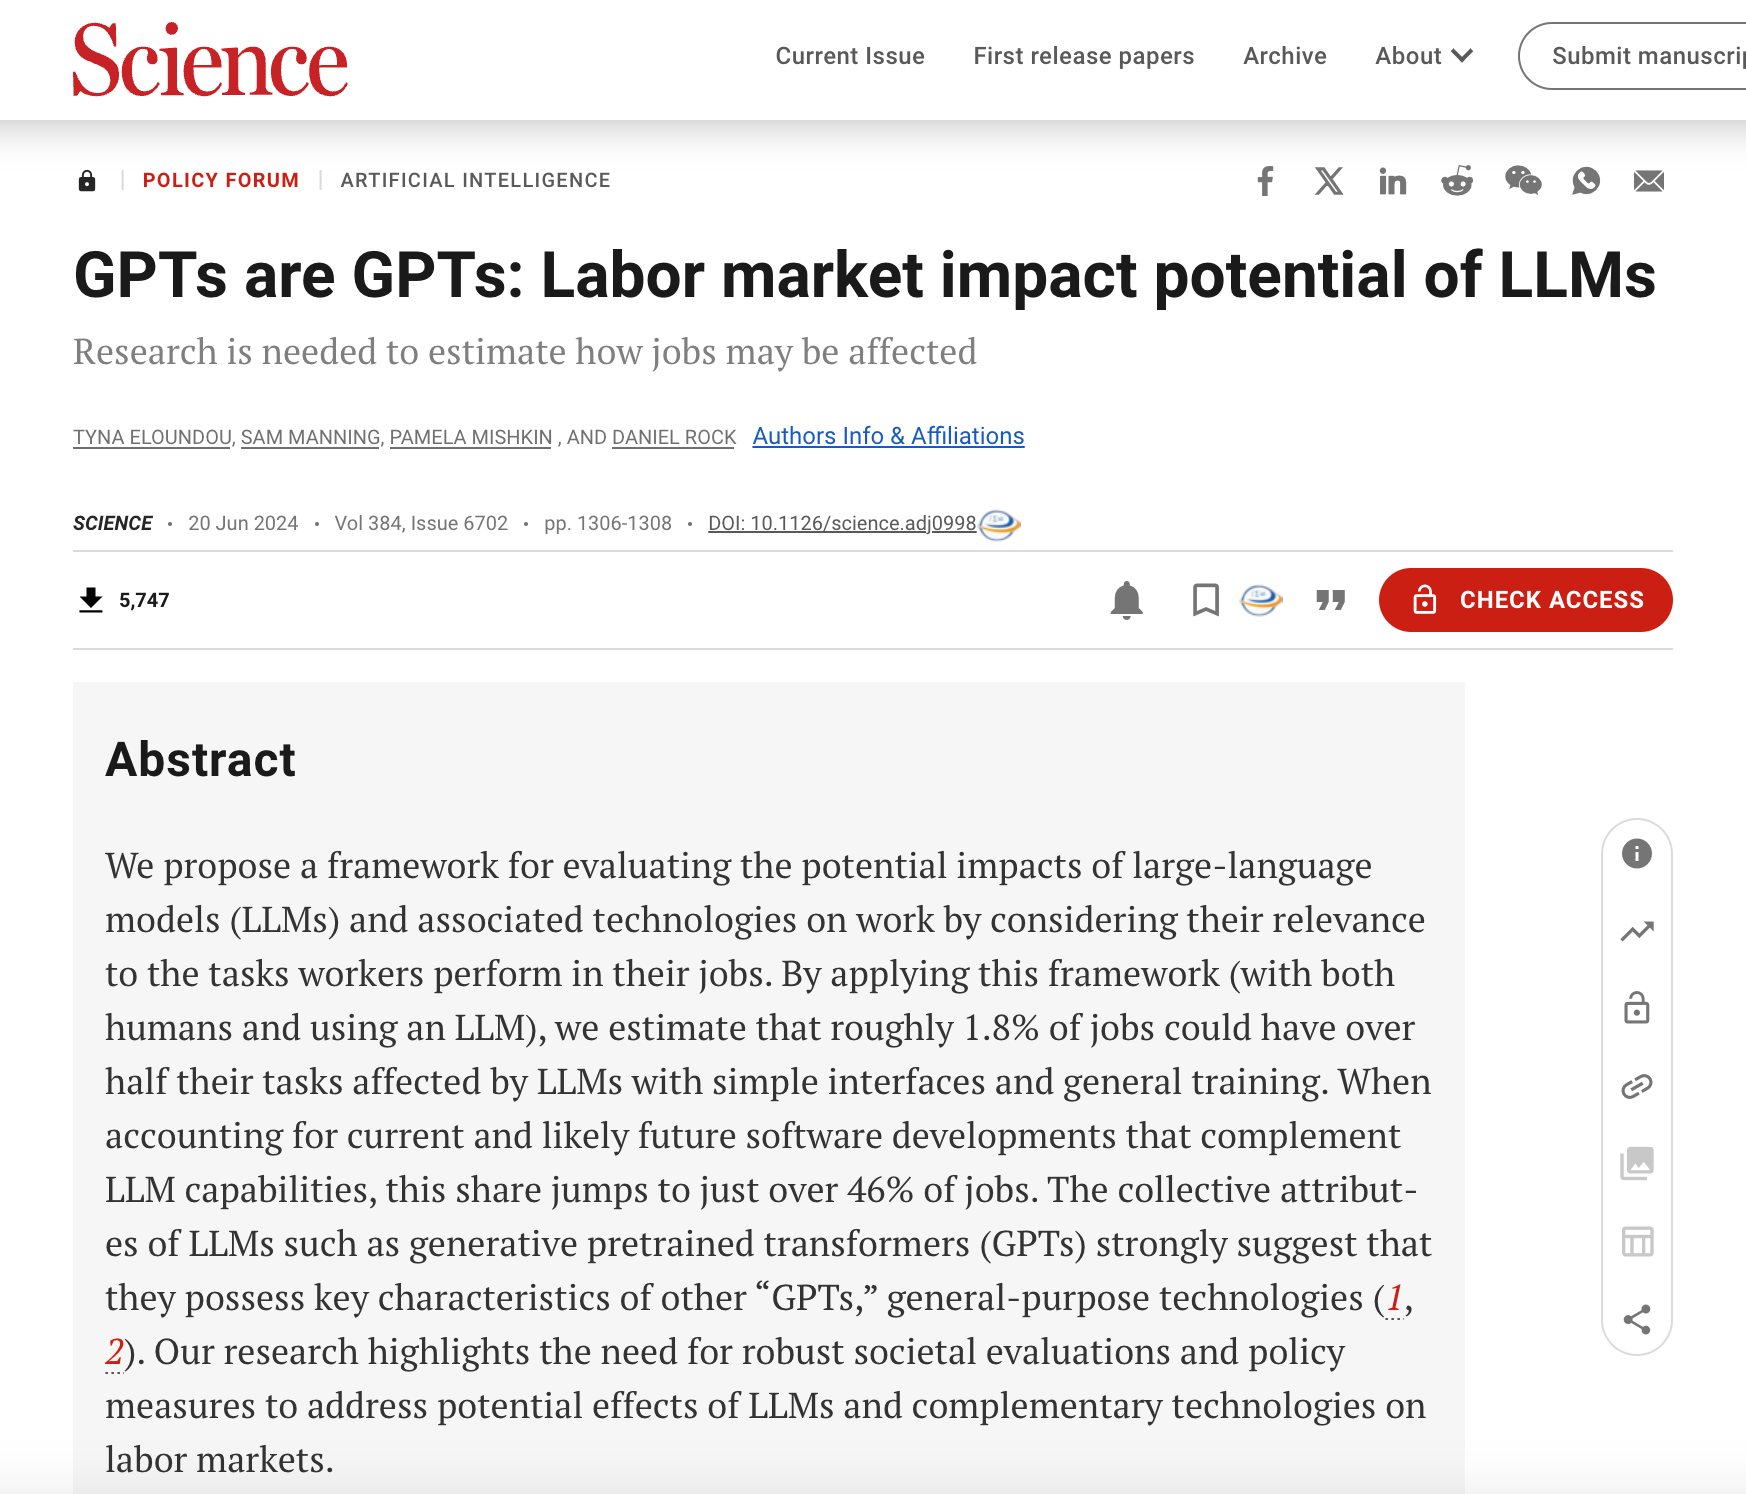 Science
Current Issue First release papers Archive About Submit manuscrip
POLICY FORUM ARTIFICIAL INTELLIGENCE
GPTs are GPTs: Labor market impact potential of LLMs
Research is needed to estimate how jobs may be affected
TYNA ELOUNDOU, SAM MANNING, PAMELA MISHKIN , AND DANIEL ROCK Authors Info & Affiliations
SCIENCE • 20 Jun 2024 • Vol 384, Issue 6702 • pp. 1306-1308 • DOI: 10.1126/science.adj0998
5,747
CHECK ACCESS
Abstract
We propose a framework for evaluating the potential impacts of large-language
models (LLMs) and associated technologies on work by considering their relevance
to the tasks workers perform in their jobs. By applying this framework (with both
humans and using an LLM), we estimate that roughly 1.8% of jobs could have over
half their tasks affected by LLMs with simple interfaces and general training. When
accounting for current and likely future software developments that complement
LLM capabilities, this share jumps to just over 46% of jobs. The collective attribut-
es of LLMs such as generative pretrained transformers (GPTs) strongly suggest that
they possess key characteristics of other “GPTs,” general-purpose technologies (1,
2). Our research highlights the need for robust societal evaluations and policy
measures to address potential effects of LLMs and complementary technologies on
labor markets.